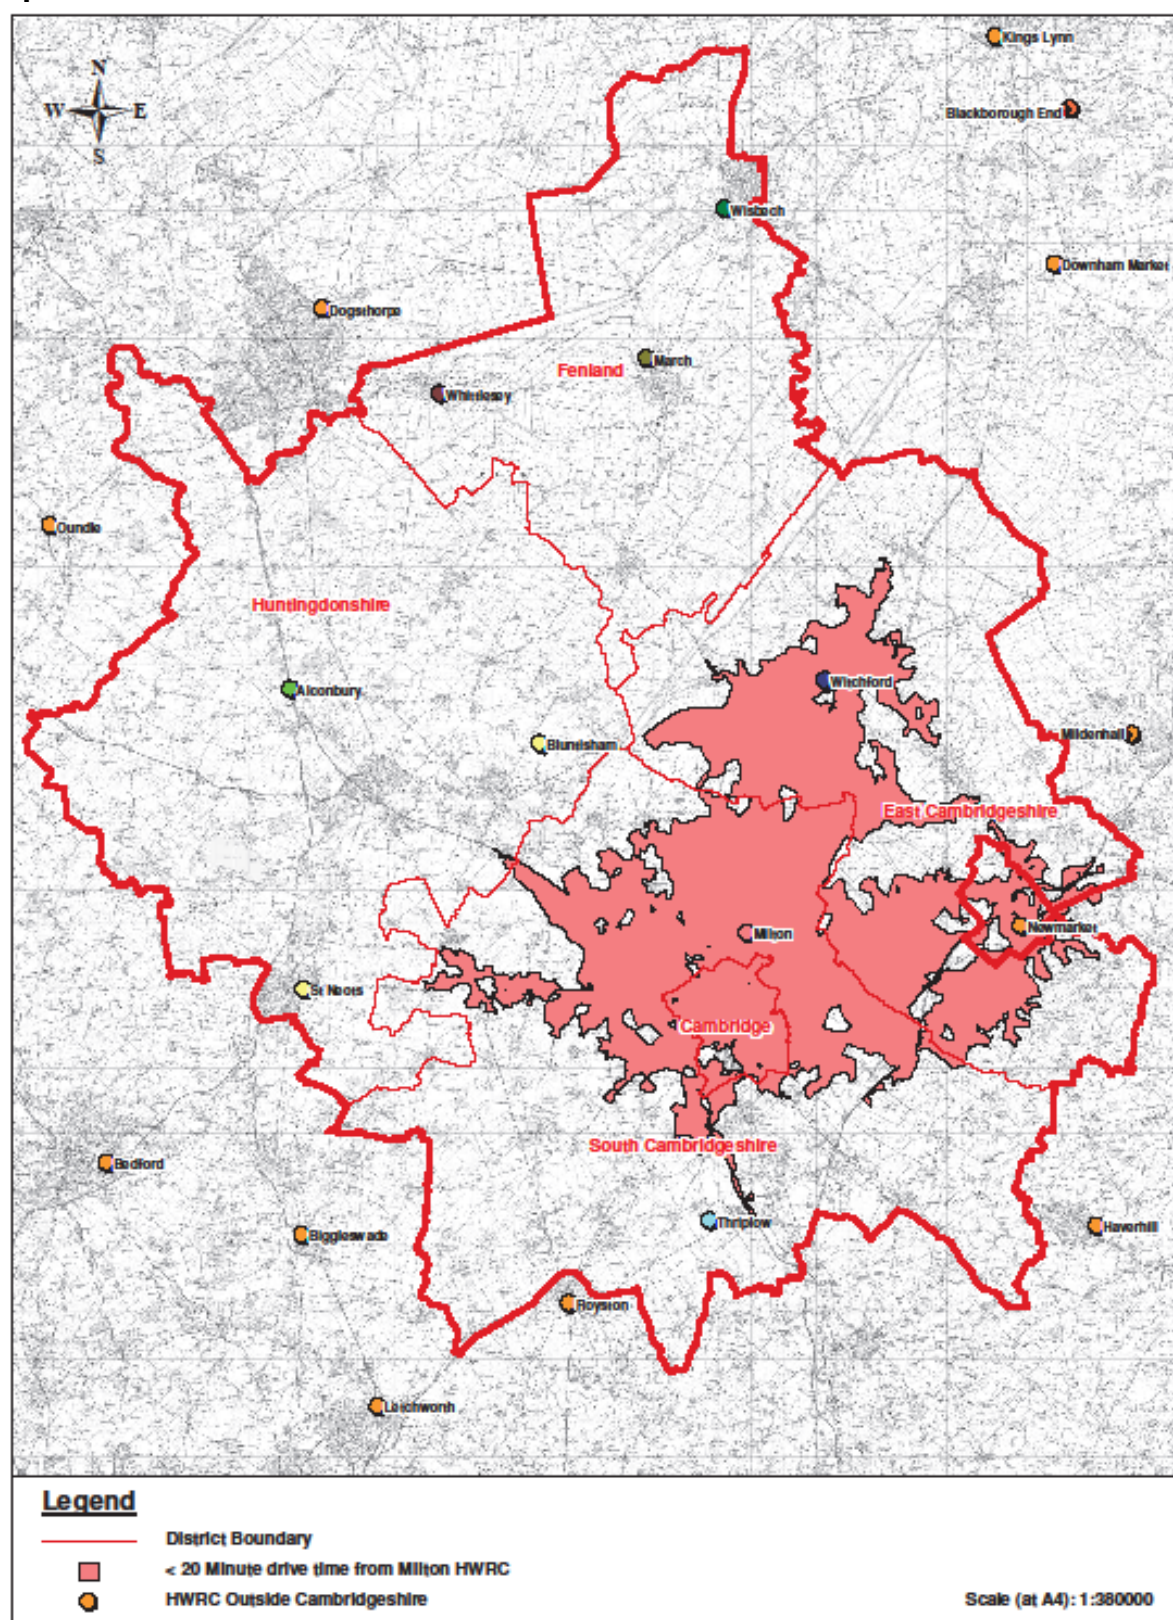 N
Kings Lynn
W E
Blackborough End
S
Wisbech
Downham Market
Dogsthorpe
March
Fenland
Whittlesey
Oundle
Huntingdonshire
Witchford
Alconbury
Mildenhall
Bluntisham
East Cambridgeshire
Newmarket
Milton
St Neots
Cambridge
South Cambridgeshire
Bedford
Thriplow
Haverhill
Biggleswade
Royston
Letchworth
Legend
District Boundary
< 20 Minute drive time from Milton HWRC
HWRC Outside Cambridgeshire
Scale (at A4): 1:380000